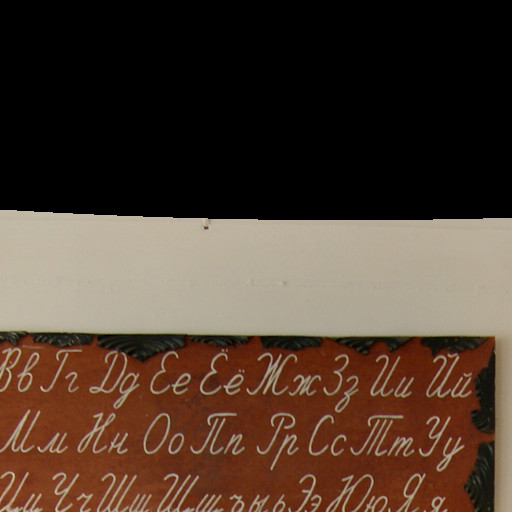 Вв Гг Дд Ее Ёё Жж Зз Ии Йй
Мм Нн Оо Пп Рр Сс Тт Уу
Цц Чч Шш Щщ ъ ы ь Ээ Юю Яя